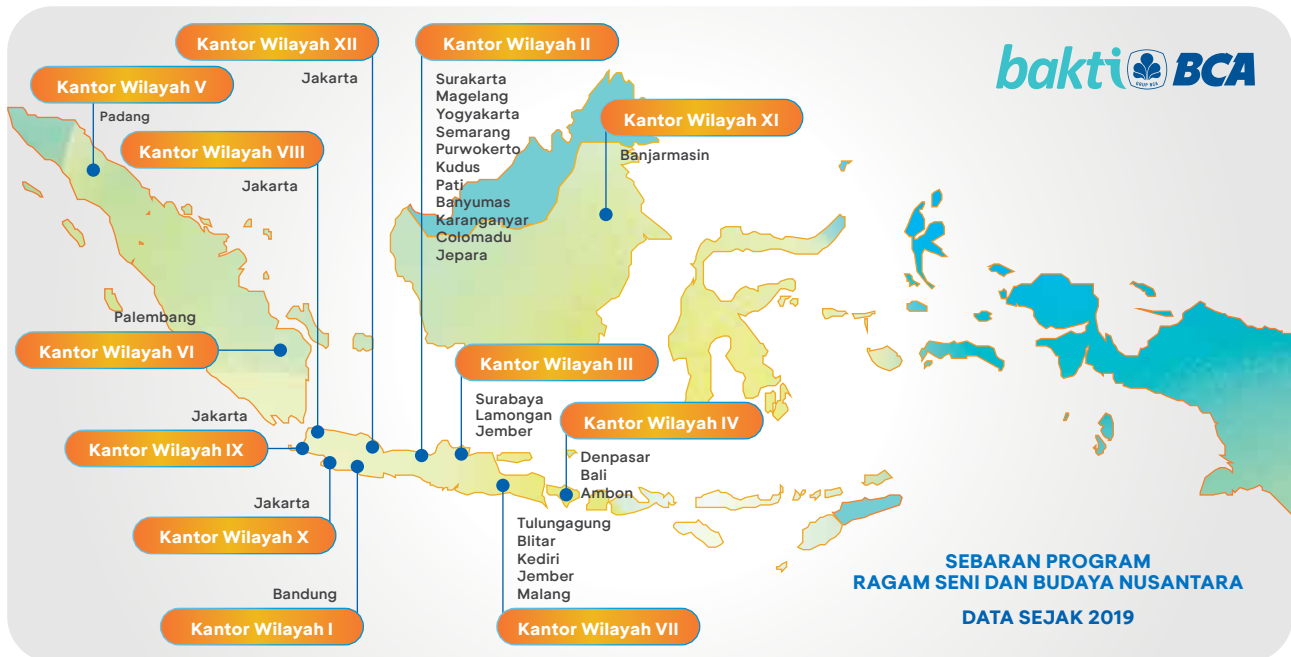 Kantor Wilayah XII
Jakarta
Kantor Wilayah II
Surakarta
Magelang
Yogyakarta
Semarang
Purwokerto
Kudus
Pati
Banyumas
Karanganyar
Colomadu
Jepara
bakti BCA
GRUP BCA
Kantor Wilayah V
Padang
Kantor Wilayah XI
Banjarmasin
Kantor Wilayah VIII
Jakarta
Palembang
Kantor Wilayah VI
Kantor Wilayah III
Surabaya
Lamongan
Jember
Jakarta
Kantor Wilayah IX
Kantor Wilayah IV
Denpasar
Bali
Ambon
Jakarta
Kantor Wilayah X
Tulungagung
Blitar
Kediri
Jember
Malang
Kantor Wilayah VII
Bandung
Kantor Wilayah I
SEBARAN PROGRAM
RAGAM SENI DAN BUDAYA NUSANTARA
DATA SEJAK 2019